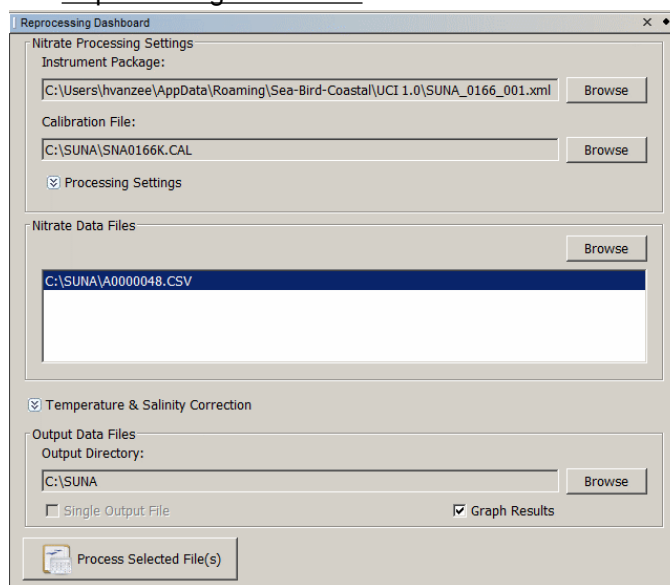 Reprocessing Dashboard
Nitrate Processing Settings
Instrument Package:
C:\Users\hvanzee\AppData\Roaming\Sea-Bird-Coastal\UCI 1.0\SUNA_0166_001.xml Browse
Calibration File:
C:\SUNA\SNA0166K.CAL Browse
Processing Settings
Nitrate Data Files
Browse
C:\SUNA\A0000048.CSV
Temperature & Salinity Correction
Output Data Files
Output Directory:
C:\SUNA Browse
Single Output File Graph Results
Process Selected File(s)